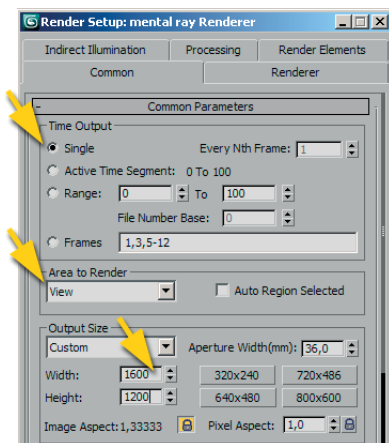 Render Setup: mental ray Renderer
Indirect Illumination Processing Render Elements
Common Renderer
- Common Parameters
Time Output
Single Every Nth Frame: 1
Active Time Segment: 0 To 100
Range: 0 To 100
File Number Base: 0
Frames 1,3,5-12
Area to Render
View Auto Region Selected
Output Size
Custom Aperture Width(mm): 36,0
Width: 1600 320x240 720x486
Height: 1200 640x480 800x600
Image Aspect: 1,33333 Pixel Aspect: 1,0